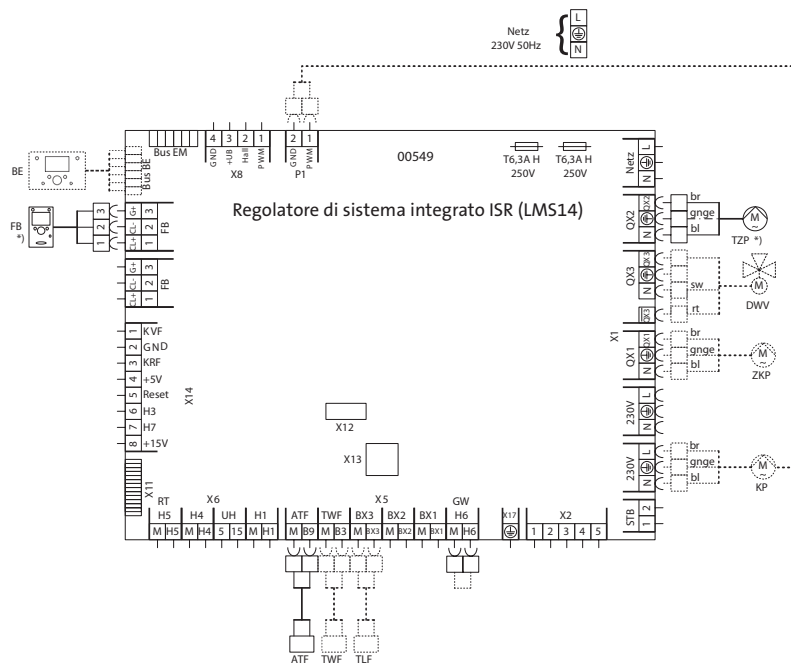 Netz
230V 50Hz
L
N
4 3 2 1
GND +UB Hall PWM
X8
2 1
GND PWM
P1
Bus EM
00549
T6,3A H
250V
T6,3A H
250V
Regolatore di sistema integrato ISR (LMS14)
BE
Bus BE
FB
*)
3 G+ 3
2 CL- 2
1 CL+ 1
FB
G+ 3
CL- 2
CL+ 1
FB
1 KVF
2 GND
3 KRF
4 +5V
5 Reset
6 H3
7 H7
8 +15V
X14
X11
X12
X13
Netz
L
N
QX2
QX2
N
br
gnge
bl
M
~
TZP *)
QX3
QX3
N
QX3
sw
rt
M
DWV
X1
QX1
QX1
N
br
gnge
bl
M
~
ZKP
230V
L
N
230V
L
N
br
gnge
bl
M
~
KP
STB
2
1
RT X6 X5 GW
H5 H4 UH H1 ATF TWF BX3 BX2 BX1 H6 X17 X2
M H5 M H4 5 15 M H1 M B9 M B3 M BX3 M BX2 M BX1 M H6 1 2 3 4 5
ATF TWF TLF